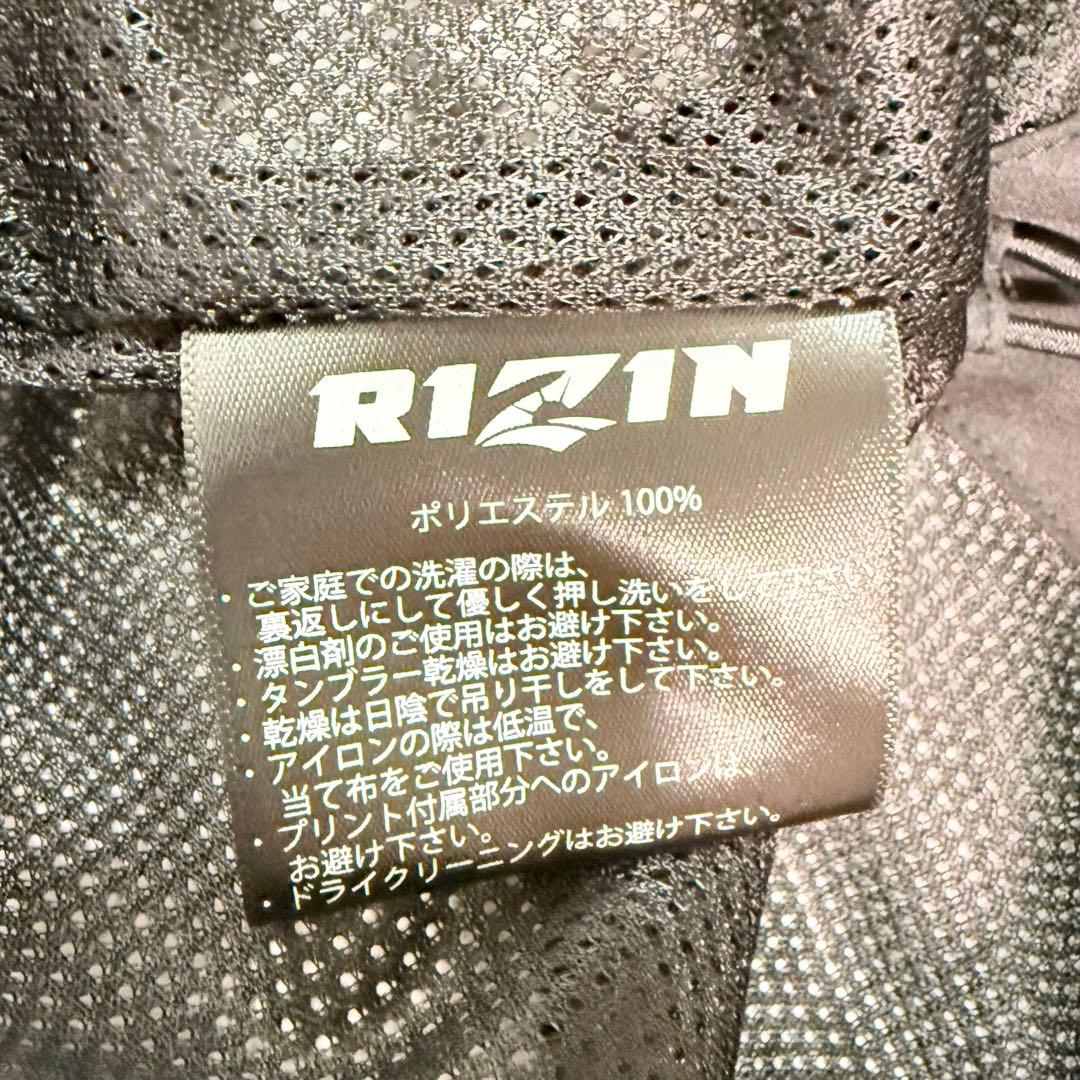 RIZIN
ポリエステル 100%
・ご家庭での洗濯の際は、
裏返しにして優しく押し洗いをして下さい
・漂白剤のご使用はお避け下さい。
・タンブラー乾燥はお避け下さい。
・乾燥は日陰で吊り干しをして下さい。
・アイロンの際は低温で、
当て布をご使用下さい。
・プリント付属部分へのアイロンは、
お避け下さい。
・ドライクリーニングはお避け下さい。